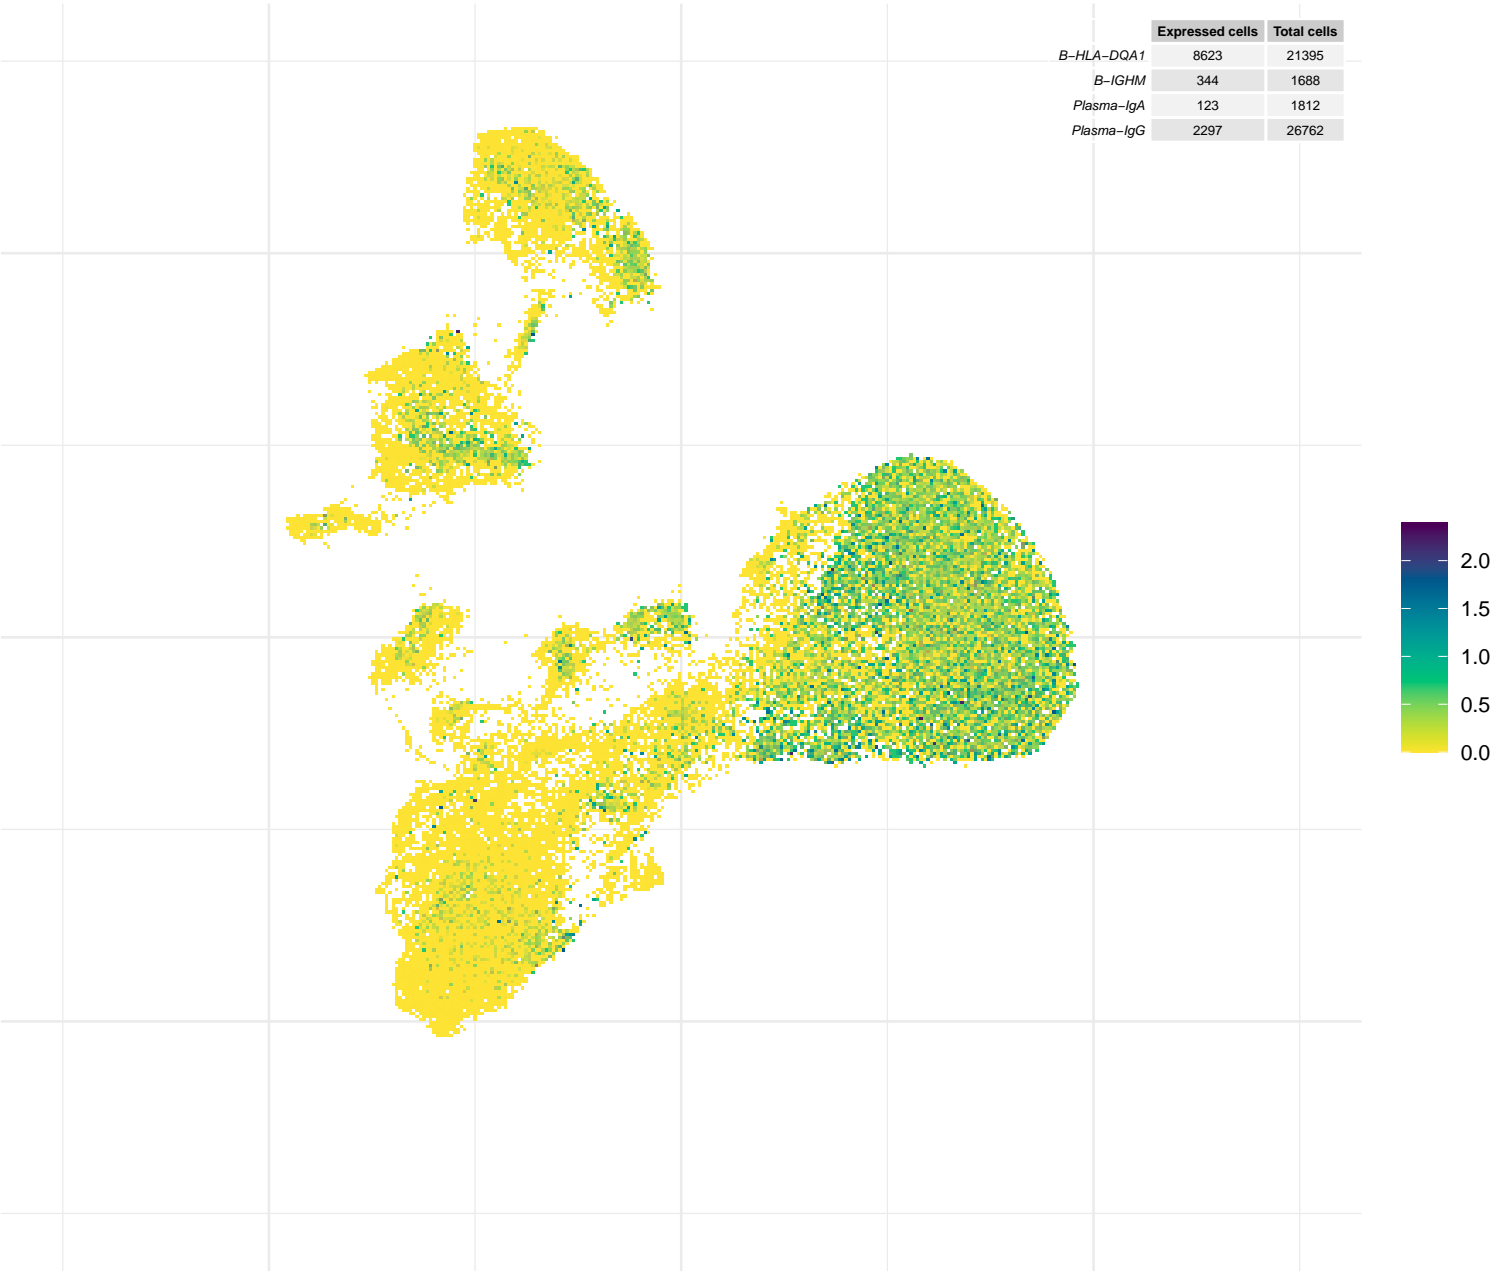 Expressed cells Total cells
B−HLA−DQA1 8623 21395
B−IGHM 344 1688
Plasma−IgA 123 1812
Plasma−IgG 2297 26762
2.0
1.5
1.0
0.5
0.0